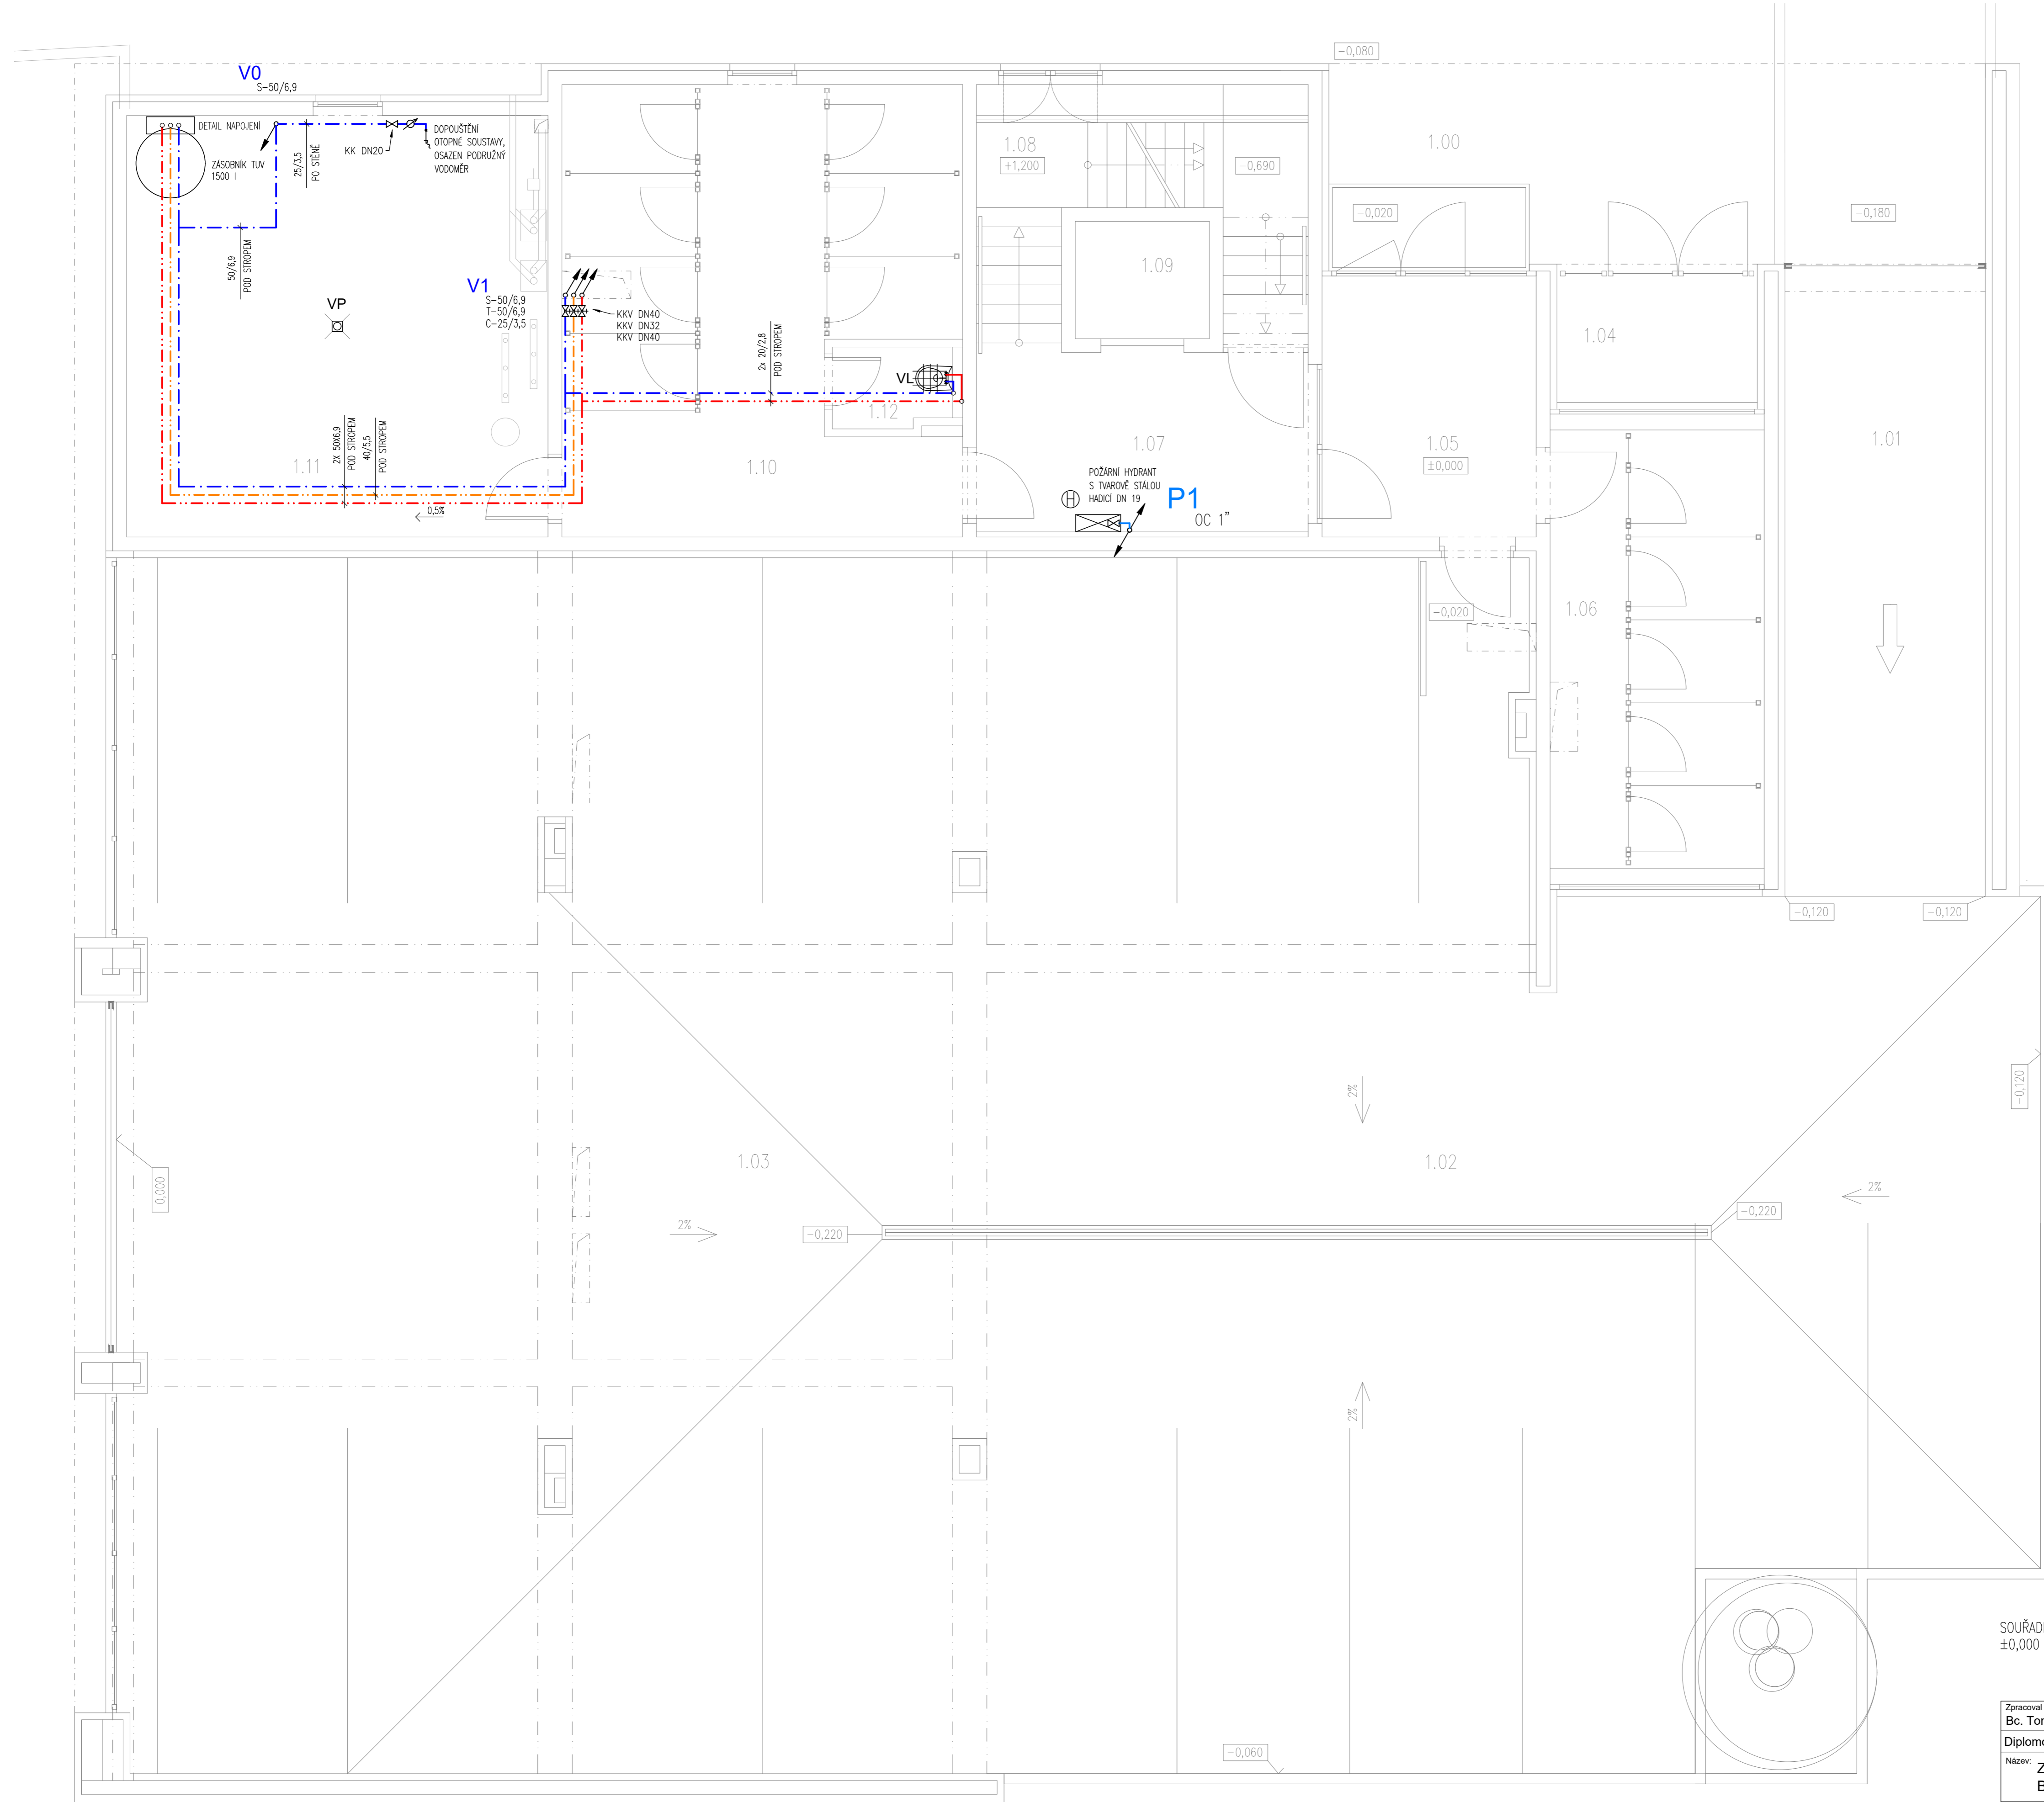 -0,080
V0
S-50/6,9
DETAIL NAPOJENÍ
ZÁSOBNÍK TUV
1500 l
25/3,5
PO STĚNĚ
KK DN20
DOPOUŠTĚNÍ
OTOPNÉ SOUSTAVY,
OSAZEN PODRUŽNÝ
VODOMĚR
1.08
+1,200
-0,690
1.00
-0,020
-0,180
50/6,9
POD STROPEM
VP
V1
S-50/6,9
T-50/6,9
C-25/3,5
KKV DN40
KKV DN32
KKV DN40
1.09
1.04
2x 20/2,8
POD STROPEM
VL
1.12
1.11
2X 50X6,9
POD STROPEM
40/5,5
POD STROPEM
0,5%
1.10
1.07
1.05
±0,000
1.01
POŽÁRNÍ HYDRANT
S TVAROVĚ STÁLOU
HADICÍ DN 19
H
P1
OC 1"
-0,020
1.06
-0,120
-0,120
-0,120
2%
1.03
1.02
0,000
2%
2%
-0,220
-0,220
2%
-0,060
±0,000
Zpracoval
Bc.
Název: